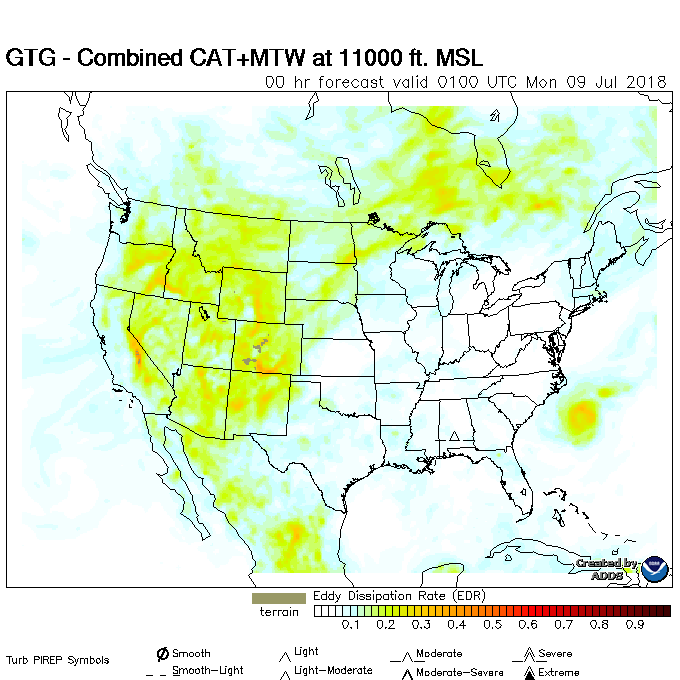 GTG - Combined CAT+MTW at 11000 ft. MSL
00 hr forecast valid 0100 UTC Mon 09 Jul 2018
Created by
ADDS
terrain
Eddy Dissipation Rate (EDR)
0.1 0.2 0.3 0.4 0.5 0.6 0.7 0.8 0.9
Turb PIREP Symbols
Smooth Light Moderate Severe
Smooth-Light Light-Moderate Moderate-Severe Extreme